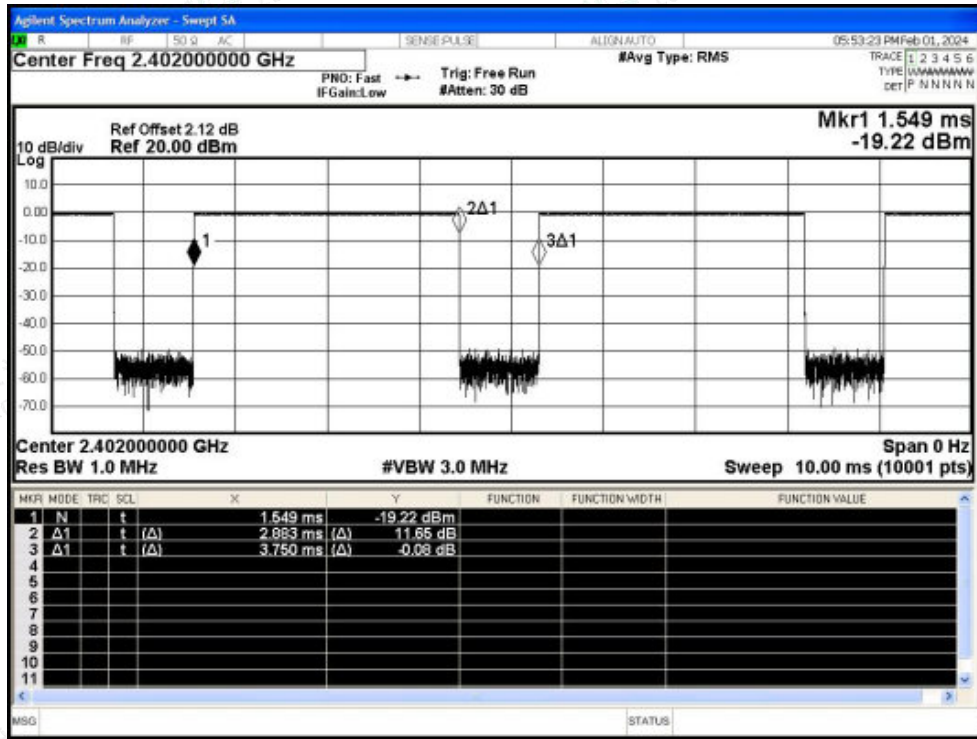 Agilent Spectrum Analyzer - Swept SA
R RF 50 Ω AC SENSE:PULSE ALIGN AUTO 05:53:23 PM Feb 01, 2024
Center Freq 2.402000000 GHz
PNO: Fast
IFGain:Low
Trig: Free Run
#Atten: 30 dB
#Avg Type: RMS
TRACE 1 2 3 4 5 6
TYPE
DET P N N N N N
Mkr1 1.549 ms
-19.22 dBm
Ref Offset 2.12 dB
10 dB/div Ref 20.00 dBm
Log
10.0
0.00
-10.0
-20.0
-30.0
-40.0
-50.0
-60.0
-70.0
1
2Δ1
3Δ1
Center 2.402000000 GHz Span 0 Hz
Res BW 1.0 MHz #VBW 3.0 MHz Sweep 10.00 ms (10001 pts)
MKR MODE TRC SCL X Y FUNCTION FUNCTION WIDTH FUNCTION VALUE
1 N t 1.549 ms -19.22 dBm
2 Δ1 t (Δ) 2.883 ms (Δ) 11.65 dB
3 Δ1 t (Δ) 3.750 ms (Δ) -0.08 dB
4
5
6
7
8
9
10
11
MSG STATUS